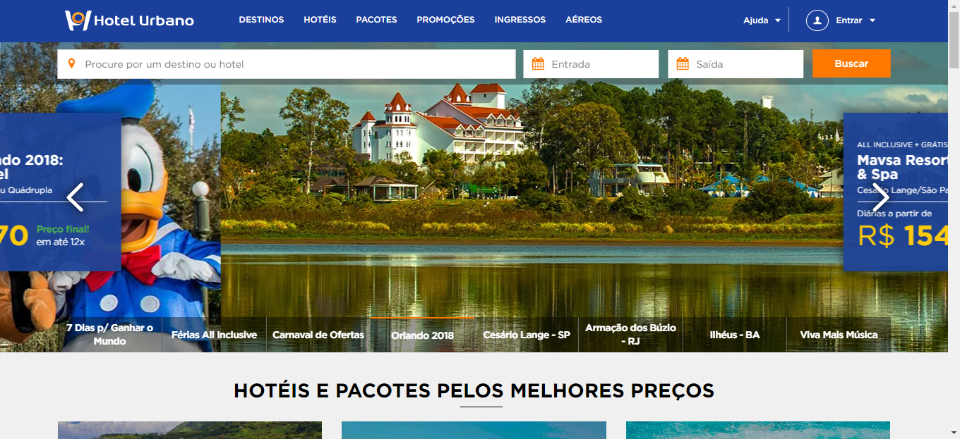 Hotel Urbano
DESTINOS HOTÉIS PACOTES PROMOÇÕES INGRESSOS AÉREOS
Ajuda Entrar
Procure por um destino ou hotel Entrada Saída Buscar
ndo 2018:
el
u Quádrupla
70 Preço final!
em até 12x
ALL INCLUSIVE + GRÁTIS
Mavsa Resort
& Spa
Cesário Lange/São Pa
Diárias a partir de
R$ 154
7 Dias p/ Ganhar o
Mundo
Férias All Inclusive
Carnaval de Ofertas
Orlando 2018
Cesário Lange - SP
Armação dos Búzio
- RJ
Ilhéus - BA
Viva Mais Música
HOTÉIS E PACOTES PELOS MELHORES PREÇOS